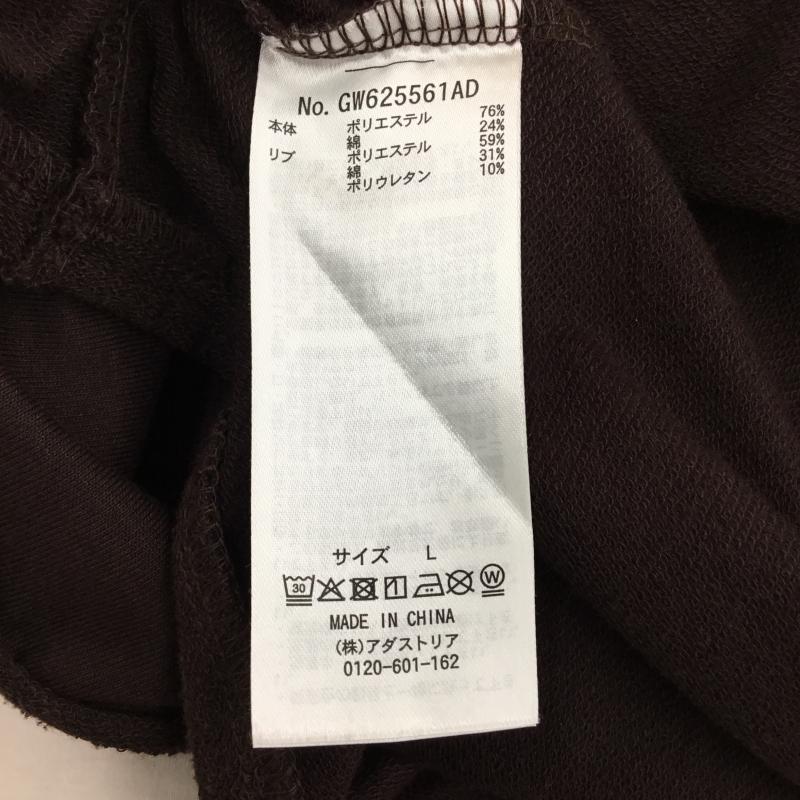 No. GW625561AD
本体 ポリエステル 76%
綿 24%
リブ ポリエステル 59%
綿 31%
ポリウレタン 10%
サイズ L
30 W
MADE IN CHINA
(株)アダストリア
0120-601-162